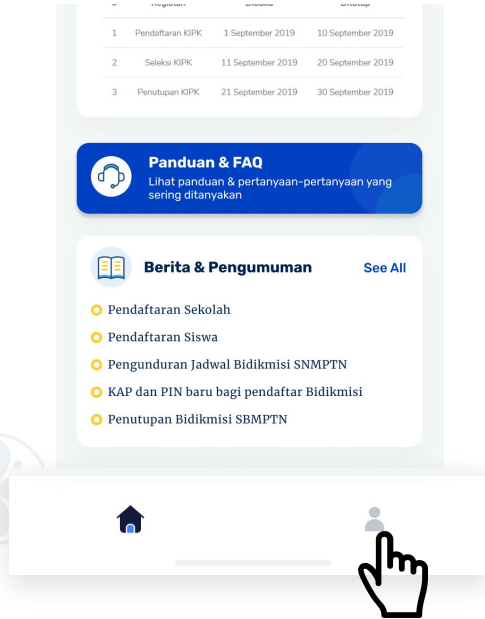 Kegiatan Dibuka Ditutup
1 Pendaftaran KIPK 1 September 2019 10 September 2019
2 Seleksi KIPK 11 September 2019 20 September 2019
3 Penutupan KIPK 21 September 2019 30 September 2019
Panduan & FAQ
Lihat panduan & pertanyaan-pertanyaan yang
sering ditanyakan
Berita & Pengumuman See All
Pendaftaran Sekolah
Pendaftaran Siswa
Pengunduran Jadwal Bidikmisi SNMPTN
KAP dan PIN baru bagi pendaftar Bidikmisi
Penutupan Bidikmisi SBMPTN